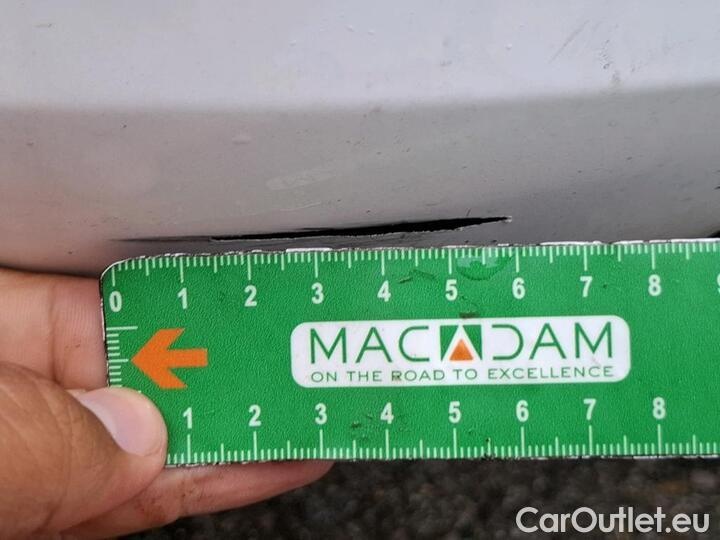 0 1 2 3 4 5 6 7 8 9
MACADAM
ON THE ROAD TO EXCELLENCE
1 2 3 4 5 6 7 8
CarOutlet.eu